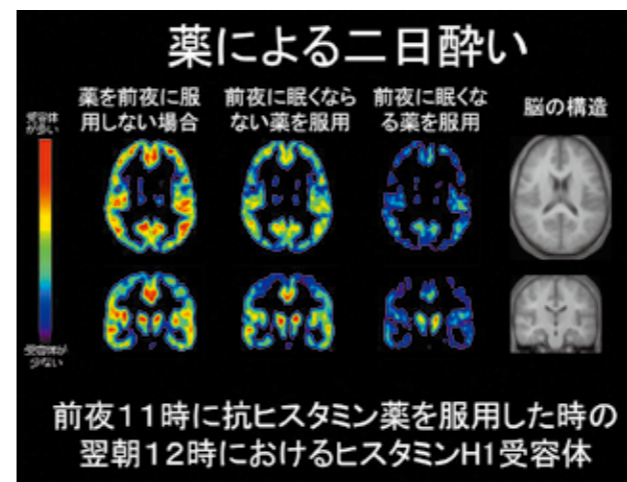 薬による二日酔い
薬を前夜に服
用しない場合
前夜に眠くなら
ない薬を服用
前夜に眠くな
る薬を服用
脳の構造
受容体
が多い
受容体が
少ない
前夜11時に抗ヒスタミン薬を服用した時の
翌朝12時におけるヒスタミンH1受容体